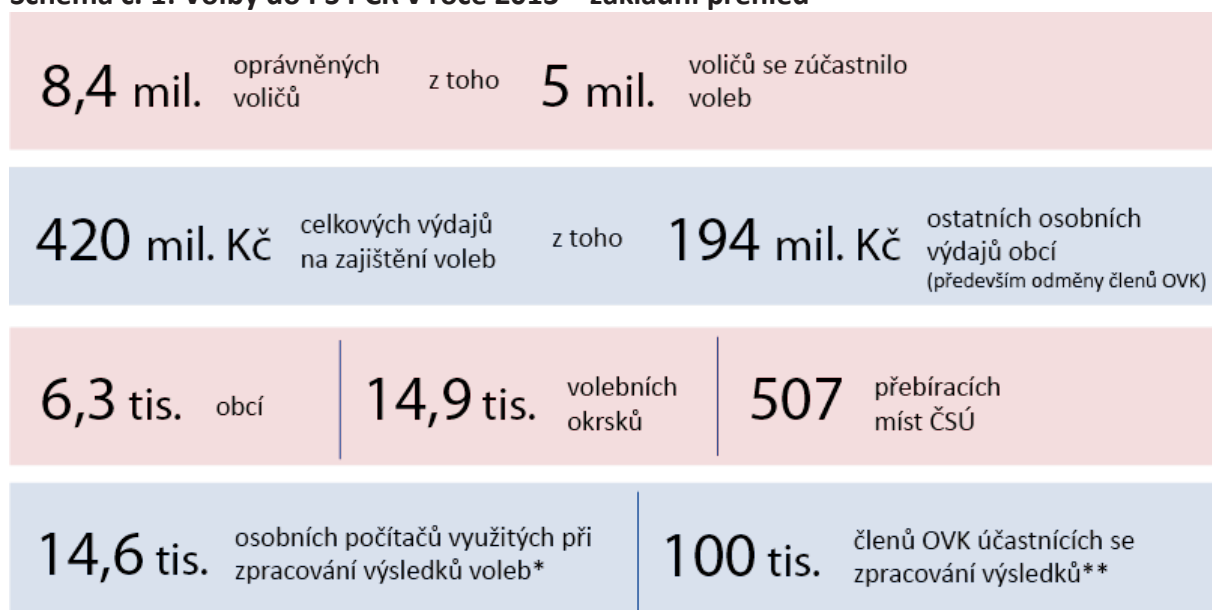 8,4 mil. oprávněných voličů z toho 5 mil. voličů se zúčastnilo voleb
420 mil. Kč celkových výdajů na zajištění voleb z toho 194 mil. Kč ostatních osobních výdajů obcí (především odměny členů OVK)
6,3 tis. obcí
14,9 tis. volebních okrsků
507 přebíracích míst ČSÚ
14,6 tis. osobních počítačů využitých při zpracování výsledků voleb*
100 tis. členů OVK účastnících se zpracování výsledků**